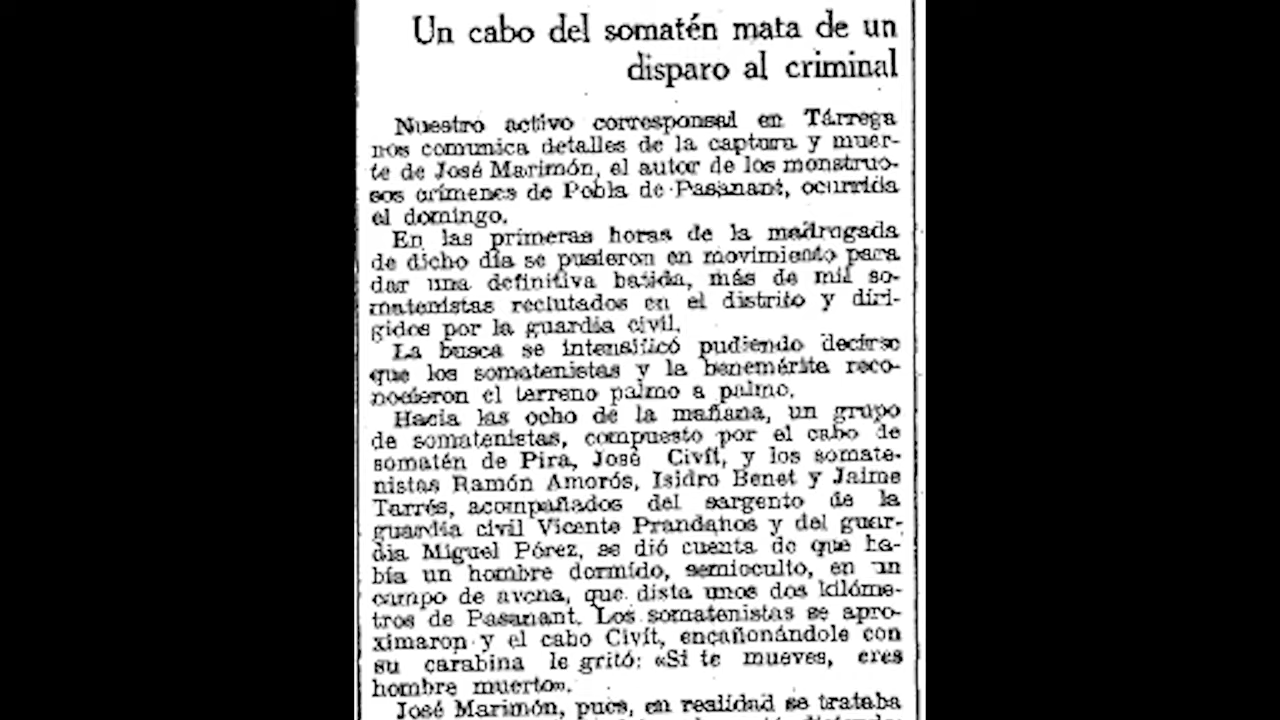 Un cabo del somatén mata de un
disparo al criminal
Nuestro activo corresponsal en Tárrega
nos comunica detalles de la captura y muer-
te de José Marimón, el autor de los monstruo-
sos crímenes de Pobla de Pasanant, ocurrida
el domingo.
En las primeras horas de la madrugada
de dicho día se pusieron en movimiento para
dar una definitiva batida, más de mil so-
matenistas reclutados en el distrito y diri-
gidos por la guardia civil.
La busca se intensificó pudiendo decirse
que los somatenistas y la benemérita reco-
nocieron el terreno palmo a palmo.
Hacia las ocho de la mañana, un grupo
de somatenistas, compuesto por el cabo de
somatén de Pira, José Civít, y los somate-
nistas Ramón Amorós, Isidro Benet y Jaime
Tarrés, acompañados del sargento de la
guardia civil Vicente Prandahos y del guar-
dia Miguel Pérez, se dió cuenta de que ha-
bía un hombre dormido, semioculto, en un
campo de avena, que dista unos dos kilóme-
tros de Pasanant. Los somatenistas se apro-
ximaron y el cabo Civít, encañonándole con
su carabina le gritó: «Si te mueves, eres
hombre muerto».
José Marimón, pues, en realidad se trataba